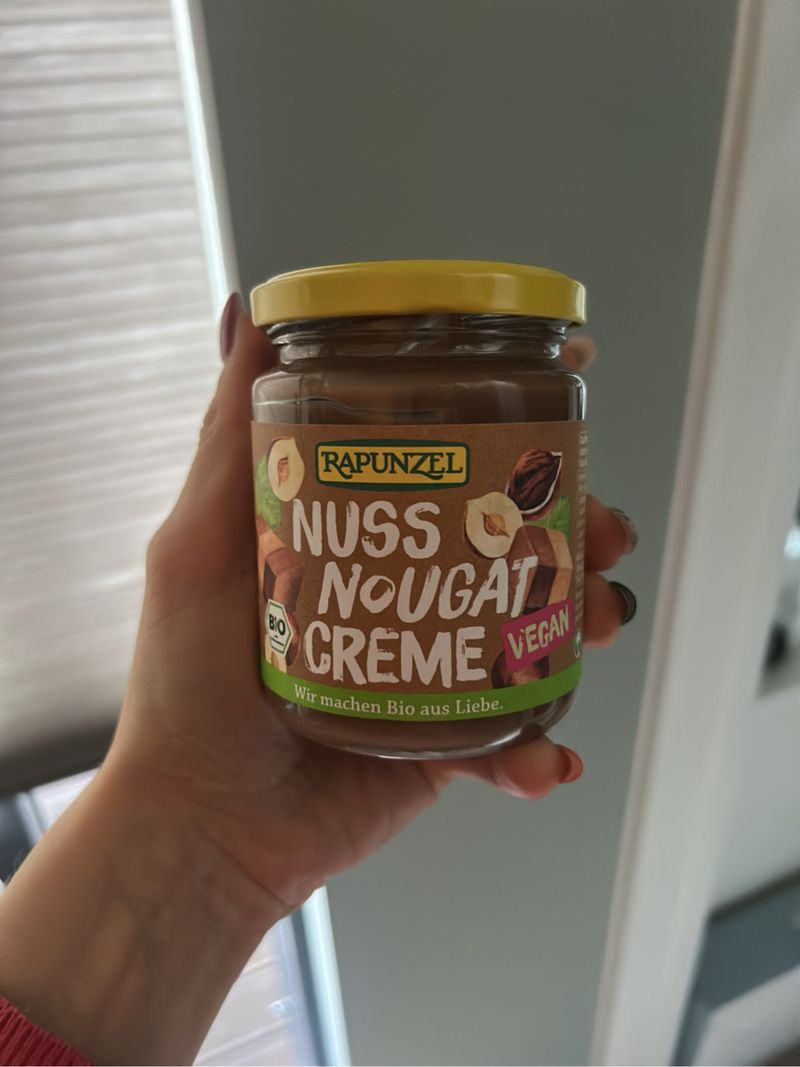 RAPUNZEL
NUSS
NOUGAT
CREME
VEGAN
BIO
Wir machen Bio aus Liebe.